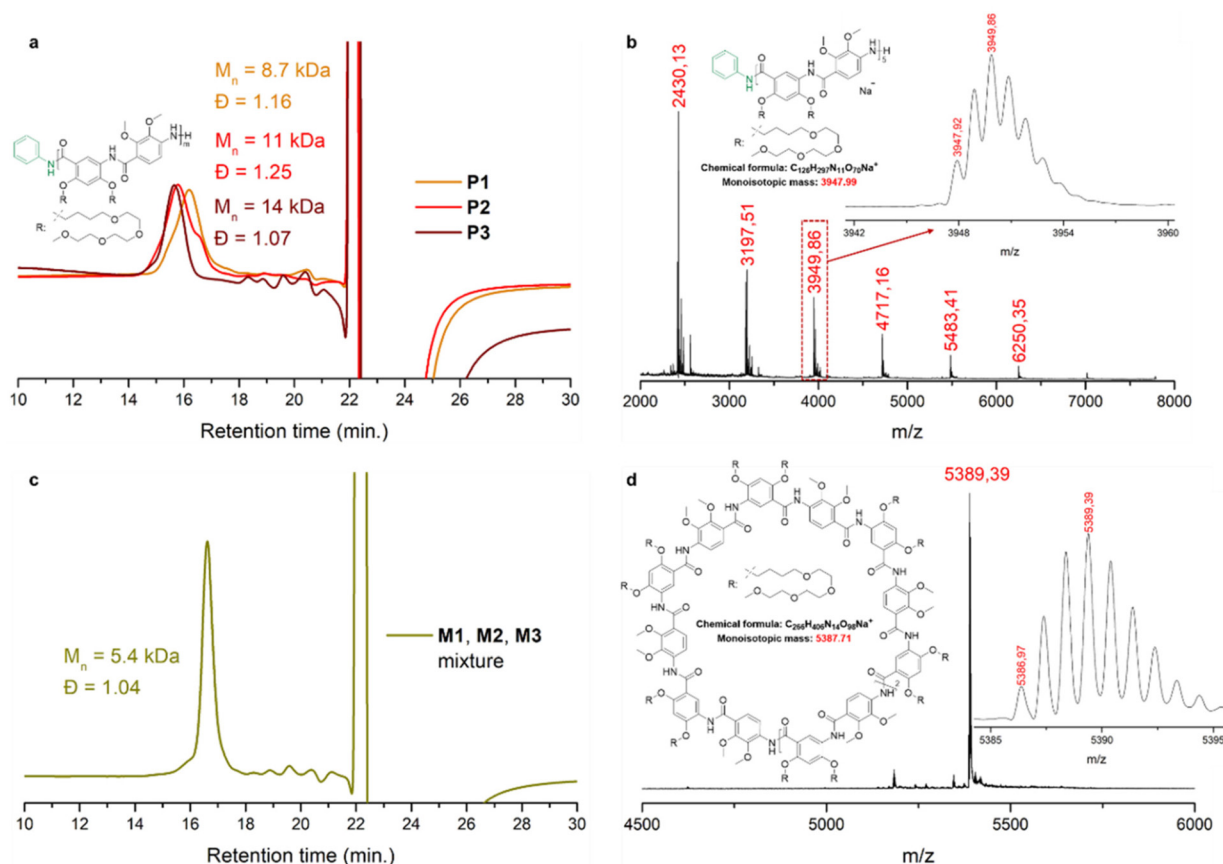 a
Mn = 8.7 kDa
Đ = 1.16
Mn = 11 kDa
Đ = 1.25
Mn = 14 kDa
Đ = 1.07
P1
P2
P3
R:
10 12 14 16 18 20 22 24 26 28 30
Retention time (min.)
b
2430,13
3197,51
3949,86
4717,16
5483,41
6250,35
R:
Na⁻
Chemical formula: C126H297N11O70Na⁺
Monoisotopic mass: 3947.99
3947,92
3949,86
3942 3948 3954 3960
m/z
2000 3000 4000 5000 6000 7000 8000
m/z
c
Mn = 5.4 kDa
Đ = 1.04
M1, M2, M3
mixture
10 12 14 16 18 20 22 24 26 28 30
Retention time (min.)
d
5389,39
R:
Chemical formula: C266H406N14O98Na⁺
Monoisotopic mass: 5387.71
5386,97
5389,39
5385 5390 5395
m/z
4500 5000 5500 6000
m/z